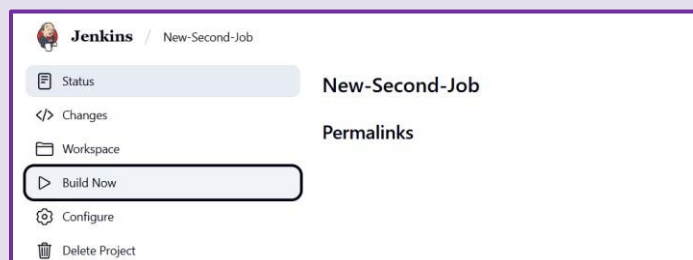 Jenkins / New-Second-Job
Status
New-Second-Job
Changes
Permalinks
Workspace
Build Now
Configure
Delete Project